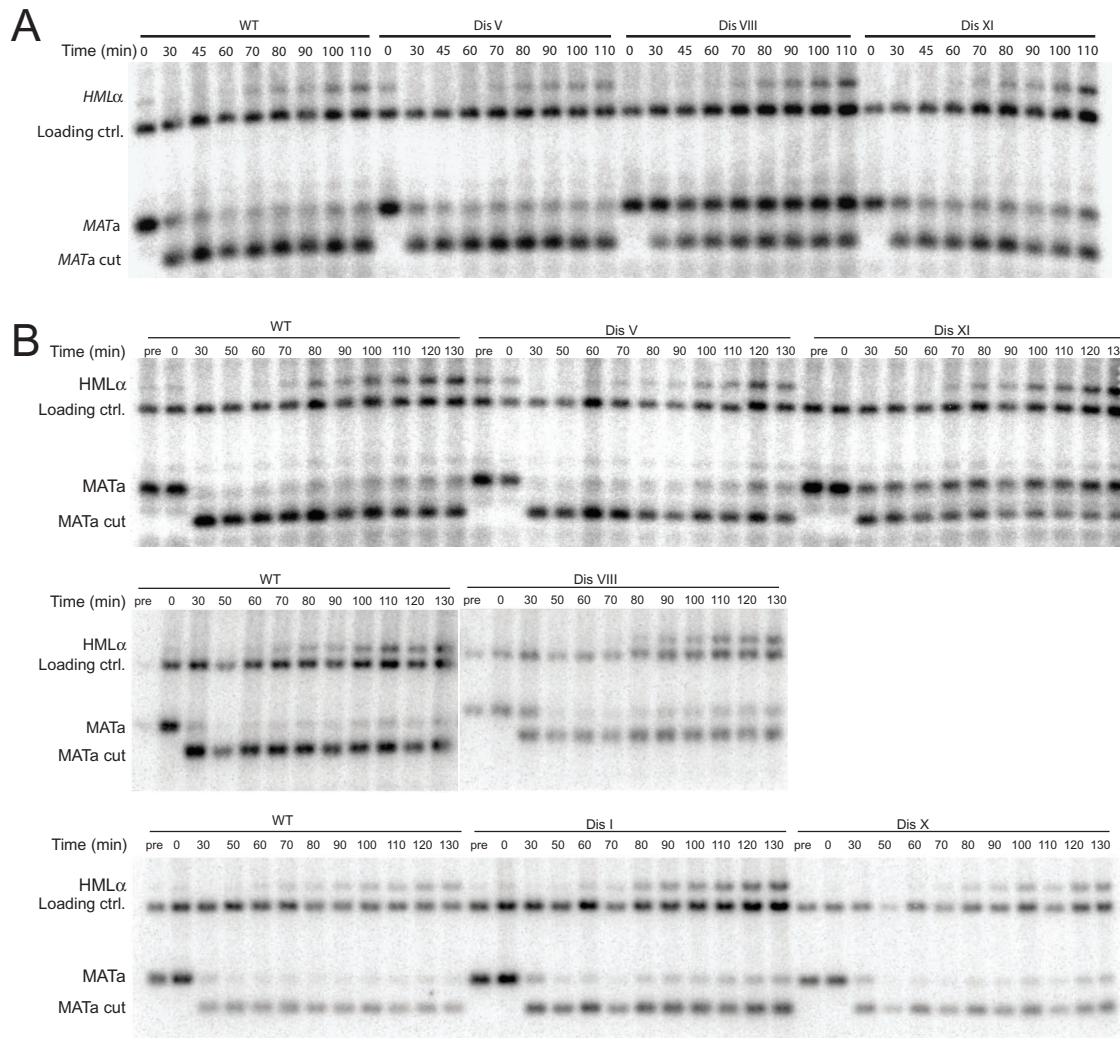 A
WT Dis V Dis VIII Dis XI
Time (min) 0 30 45 60 70 80 90 100 110 0 30 45 60 70 80 90 100 110 0 30 45 60 70 80 90 100 110 0 30 45 60 70 80 90 100 110
HMLα
Loading ctrl.
MATa
MATa cut
B
WT Dis V Dis XI
Time (min) pre 0 30 50 60 70 80 90 100 110 120 130 pre 0 30 50 60 70 80 90 100 110 120 130 pre 0 30 50 60 70 80 90 100 110 120 13
HMLα
Loading ctrl.
MATa
MATa cut
WT Dis VIII
Time (min) pre 0 30 50 60 70 80 90 100 110 120 130 pre 0 30 50 60 70 80 90 100 110 120 130
HMLα
Loading ctrl.
MATa
MATa cut
WT Dis I Dis X
Time (min) pre 0 30 50 60 70 80 90 100 110 120 130 pre 0 30 50 60 70 80 90 100 110 120 130 pre 0 30 50 60 70 80 90 100 110 120 130
HMLα
Loading ctrl.
MATa
MATa cut